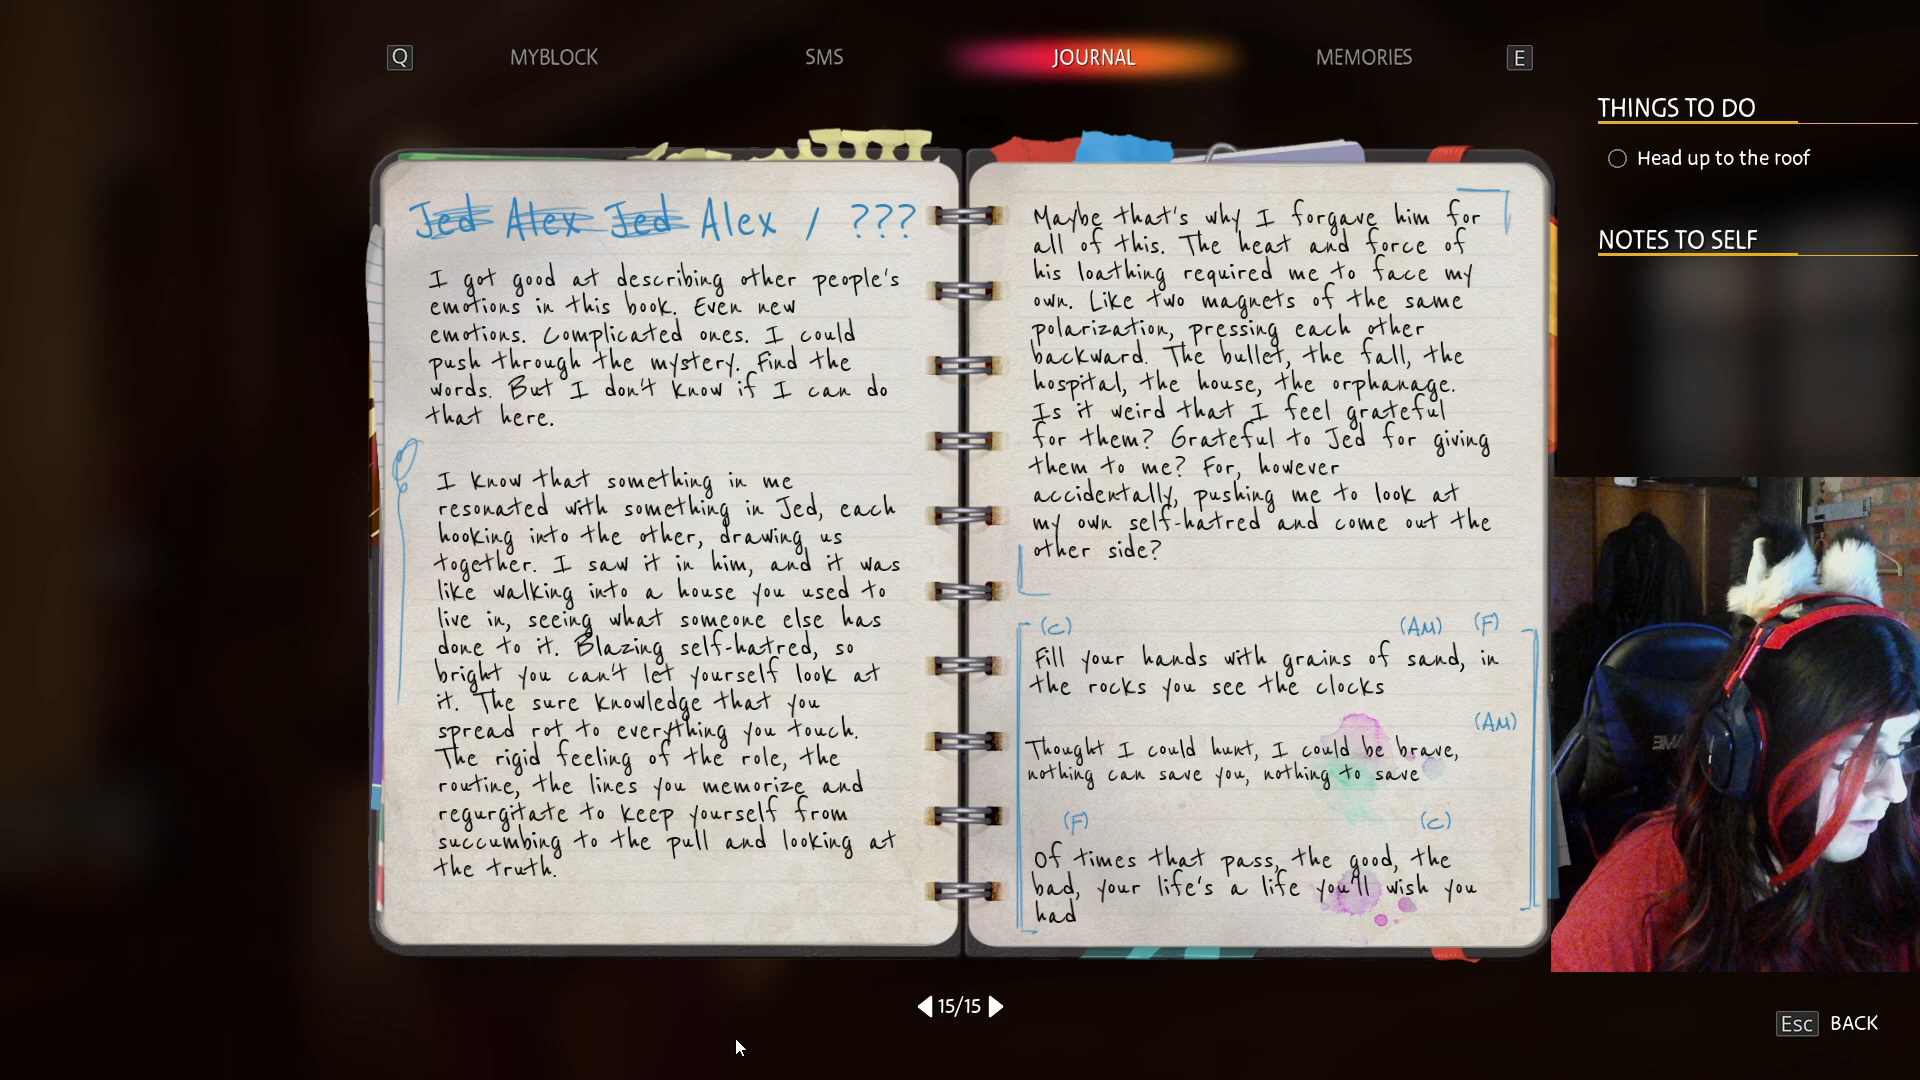 Q MYBLOCK SMS JOURNAL MEMORIES E
THINGS TO DO
Head up to the roof
NOTES TO SELF
Jed Alex Jed Alex / ???
I got good at describing other people's
emotions in this book. Even new
emotions. Complicated ones. I could
push through the mystery. Find the
words. But I don't know if I can do
that here.
I know that something in me
resonated with something in Jed, each
hooking into the other, drawing us
together. I saw it in him, and it was
like walking into a house you used to
live in, seeing what someone else has
done to it. Blazing self-hatred, so
bright you can't let yourself look at
it. The sure knowledge that you
spread rot to everything you touch.
The rigid feeling of the role, the
routine, the lines you memorize and
regurgitate to keep yourself from
succumbing to the pull and looking at
the truth.
Maybe that's why I forgave him for
all of this. The heat and force of
his loathing required me to face my
own. Like two magnets of the same
polarization, pressing each other
backward. The bullet, the fall, the
hospital, the house, the orphanage.
Is it weird that I feel grateful
for them? Grateful to Jed for giving
them to me? For, however
accidentally, pushing me to look at
my own self-hatred and come out the
other side?
(C) (AM) (F)
Fill your hands with grains of sand, in
the rocks you see the clocks
(AM)
Thought I could hunt, I could be brave,
nothing can save you, nothing to save
(F) (C)
Of times that pass, the good, the
bad, your life's a life you'll wish you
had
15/15
Esc BACK